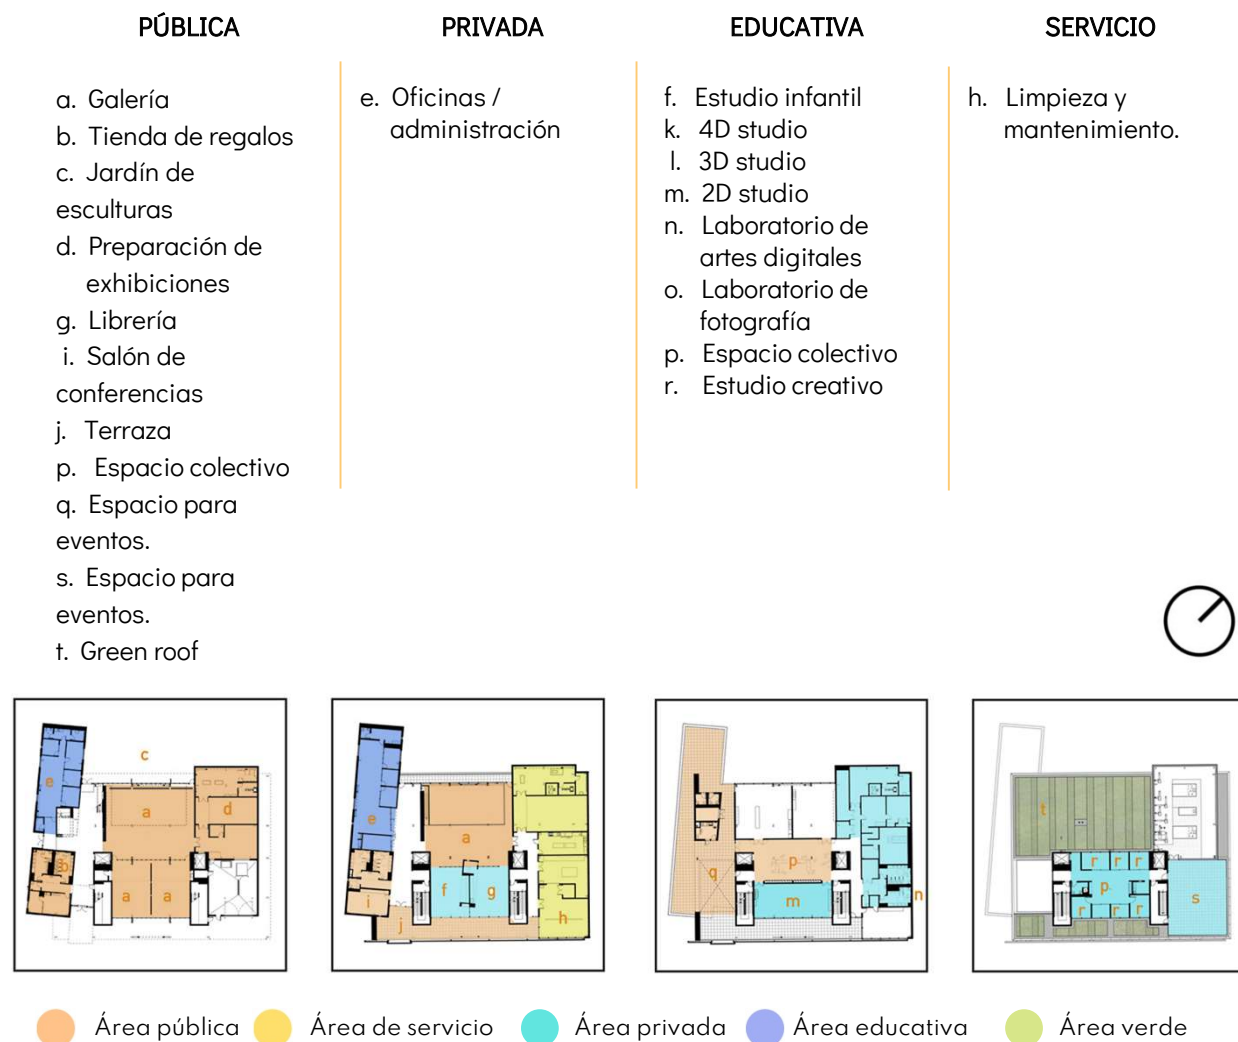 PÚBLICA
a. Galería
b. Tienda de regalos
c. Jardín de
esculturas
d. Preparación de
exhibiciones
g. Librería
i. Salón de
conferencias
j. Terraza
p. Espacio colectivo
q. Espacio para
eventos.
s. Espacio para
eventos.
t. Green roof
PRIVADA
e. Oficinas /
administración
EDUCATIVA
f. Estudio infantil
k. 4D studio
l. 3D studio
m. 2D studio
n. Laboratorio de
artes digitales
o. Laboratorio de
fotografía
p. Espacio colectivo
r. Estudio creativo
SERVICIO
h. Limpieza y
mantenimiento.
c
e
a
d
b
a a
e
a
f g
i
j
h
p
q
m
n
t
r r r
p
r r r
s
Área pública
Área de servicio
Área privada
Área educativa
Área verde